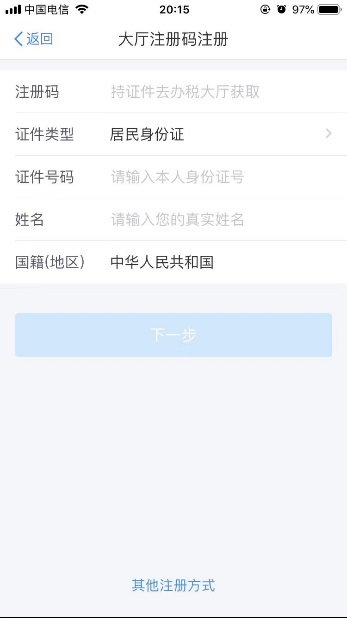 中国电信 20:15 97%
返回 大厅注册码注册
注册码 持证件去办税大厅获取
证件类型 居民身份证
证件号码 请输入本人身份证号
姓名 请输入您的真实姓名
国籍(地区) 中华人民共和国
下一步
其他注册方式